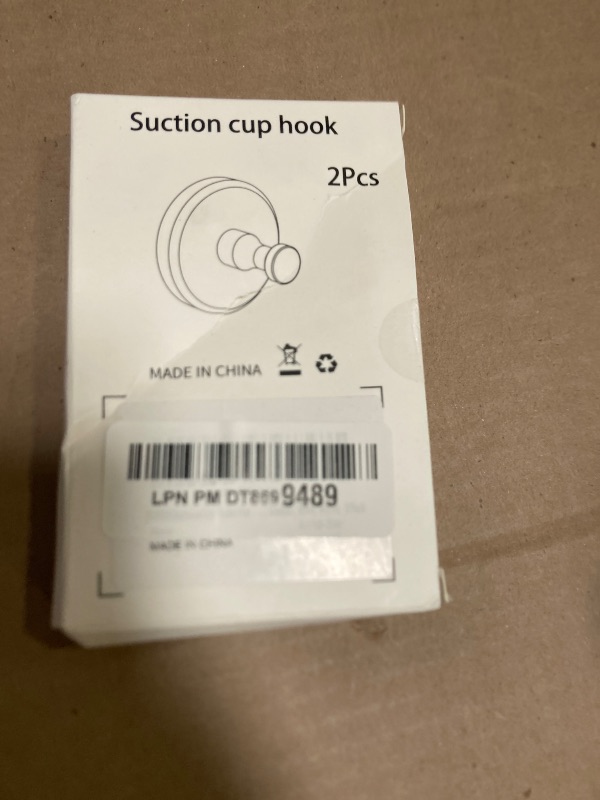 Suction cup hook
2Pcs
MADE IN CHINA
LPN PM DT8699489
MADE IN CHINA